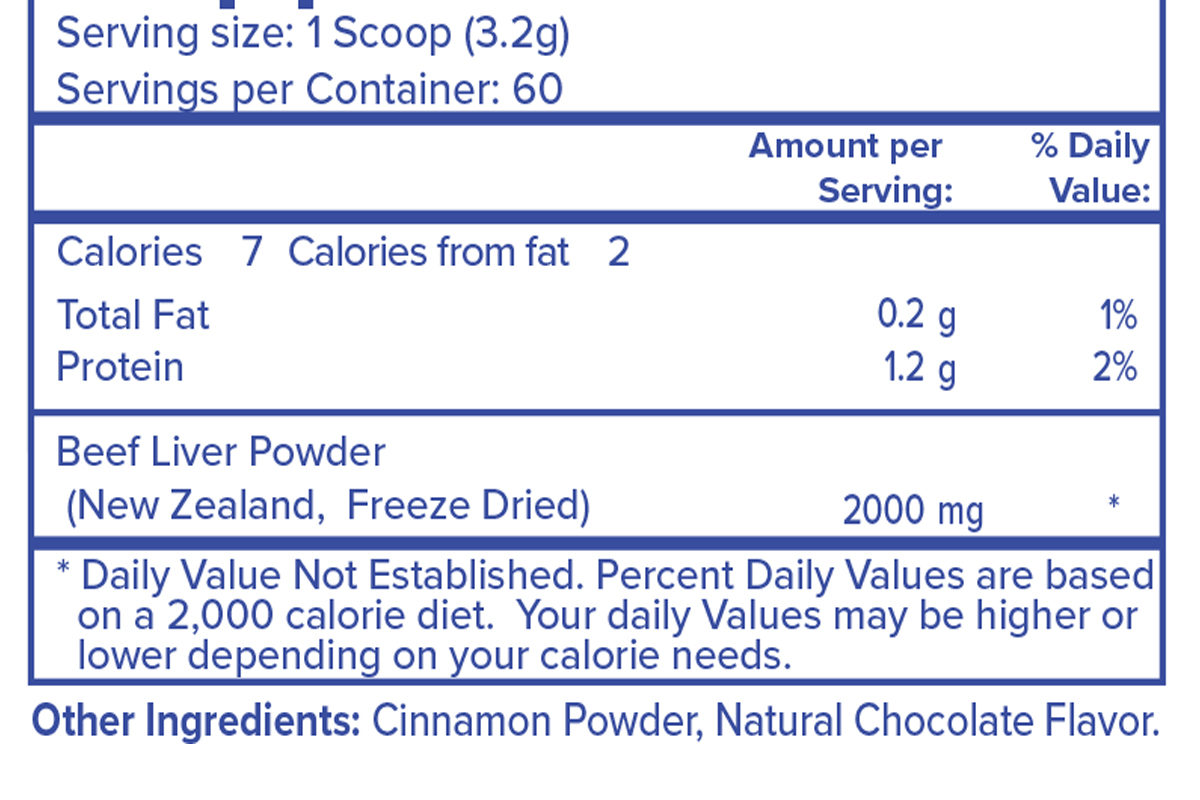 Serving size: 1 Scoop (3.2g)
Servings per Container: 60
Amount per % Daily
Serving: Value:
Calories 7 Calories from fat 2
Total Fat 0.2 g 1%
Protein 1.2 g 2%
Beef Liver Powder
(New Zealand, Freeze Dried) 2000 mg *
* Daily Value Not Established. Percent Daily Values are based
on a 2,000 calorie diet. Your daily Values may be higher or
lower depending on your calorie needs.
Other Ingredients: Cinnamon Powder, Natural Chocolate Flavor.